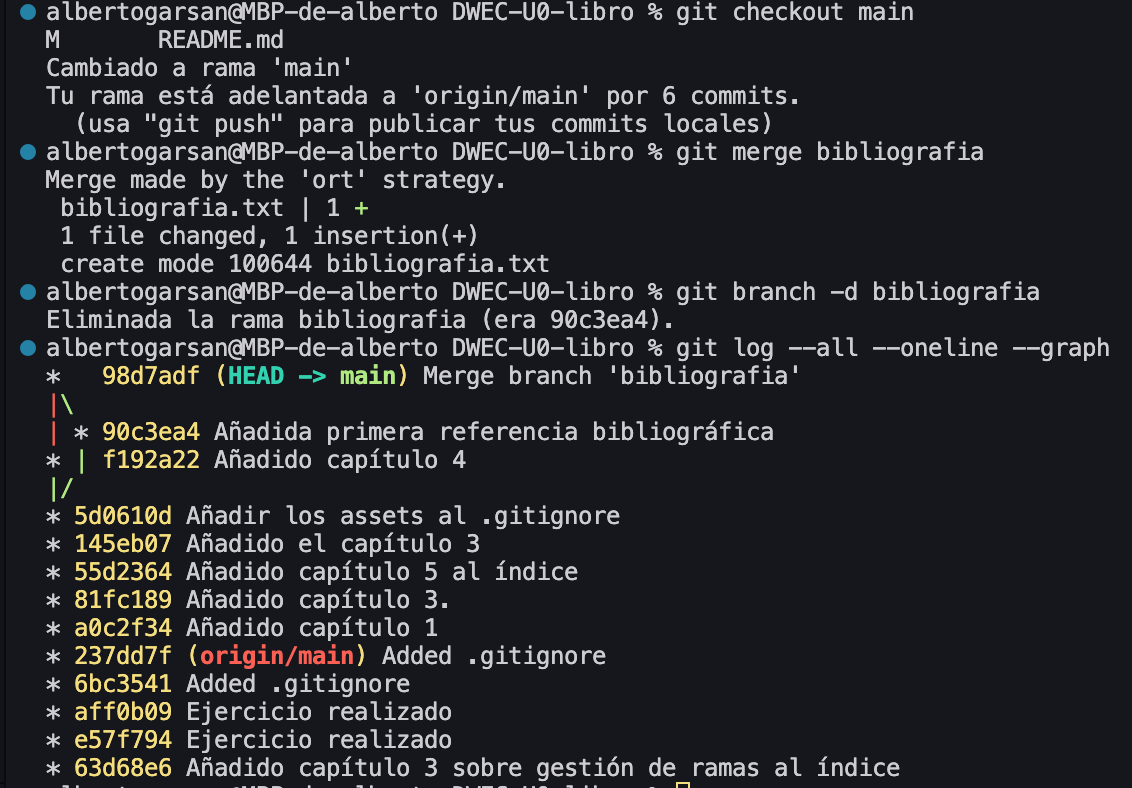 albertogarsan@MBP-de-alberto DWEC-U0-libro % git checkout main
M       README.md
Cambiado a rama 'main'
Tu rama está adelantada a 'origin/main' por 6 commits.
  (usa "git push" para publicar tus commits locales)
albertogarsan@MBP-de-alberto DWEC-U0-libro % git merge bibliografia
Merge made by the 'ort' strategy.
 bibliografia.txt | 1 +
 1 file changed, 1 insertion(+)
 create mode 100644 bibliografia.txt
albertogarsan@MBP-de-alberto DWEC-U0-libro % git branch -d bibliografia
Eliminada la rama bibliografia (era 90c3ea4).
albertogarsan@MBP-de-alberto DWEC-U0-libro % git log --all --oneline --graph
*   98d7adf (HEAD -> main) Merge branch 'bibliografia'
|\
| * 90c3ea4 Añadida primera referencia bibliográfica
* | f192a22 Añadido capítulo 4
|/
* 5d0610d Añadir los assets al .gitignore
* 145eb07 Añadido el capítulo 3
* 55d2364 Añadido capítulo 5 al índice
* 81fc189 Añadido capítulo 3.
* a0c2f34 Añadido capítulo 1
* 237dd7f (origin/main) Added .gitignore
* 6bc3541 Added .gitignore
* aff0b09 Ejercicio realizado
* e57f794 Ejercicio realizado
* 63d68e6 Añadido capítulo 3 sobre gestión de ramas al índice